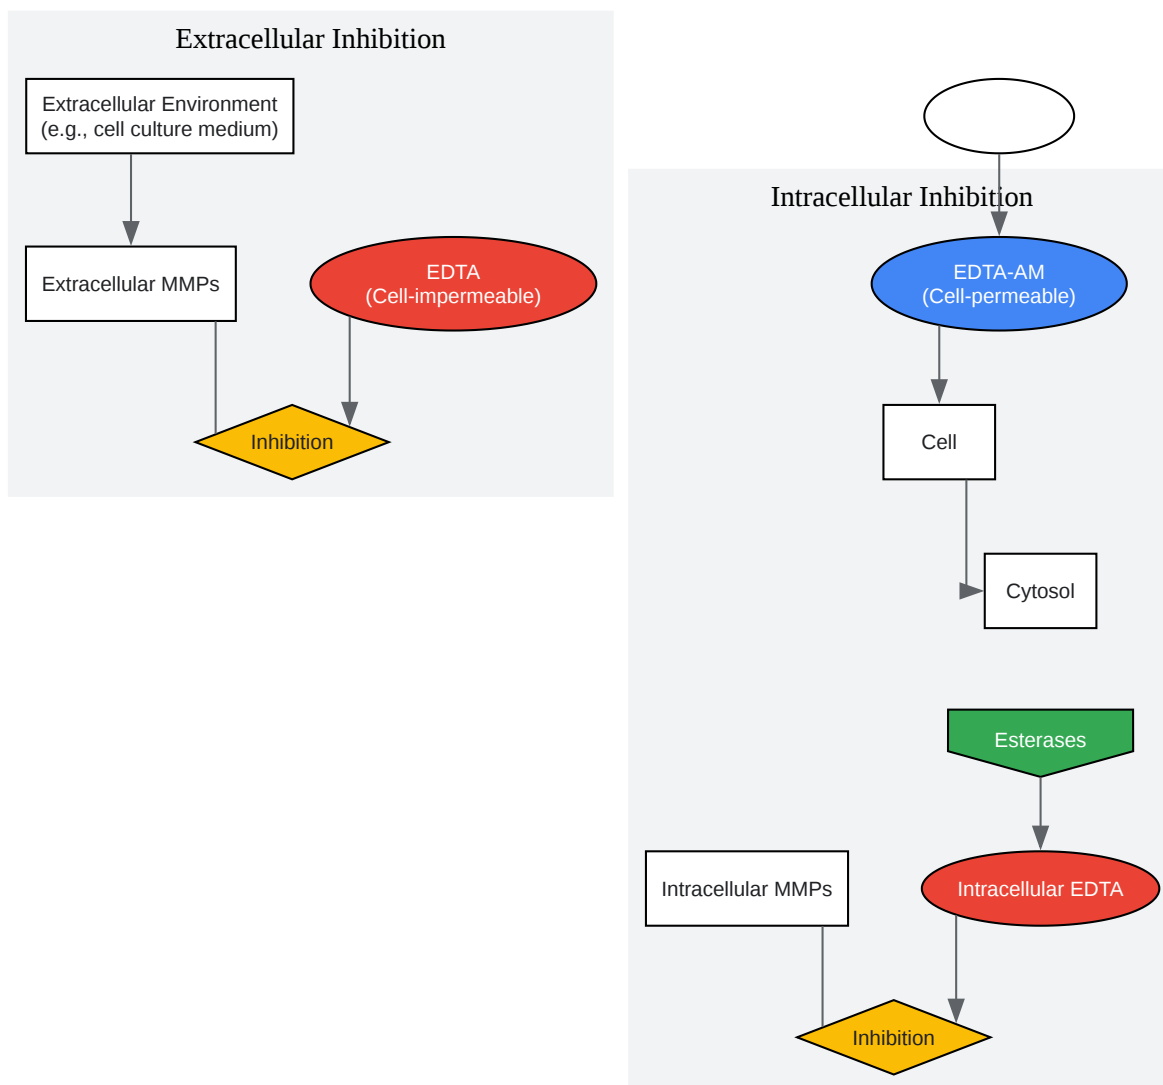 Extracellular Inhibition
Extracellular Environment
(e.g., cell culture medium)
Extracellular MMPs
EDTA
(Cell-impermeable)
Inhibition
Intracellular Inhibition
EDTA-AM
(Cell-permeable)
Cell
Cytosol
Esterases
Intracellular MMPs
Intracellular EDTA
Inhibition